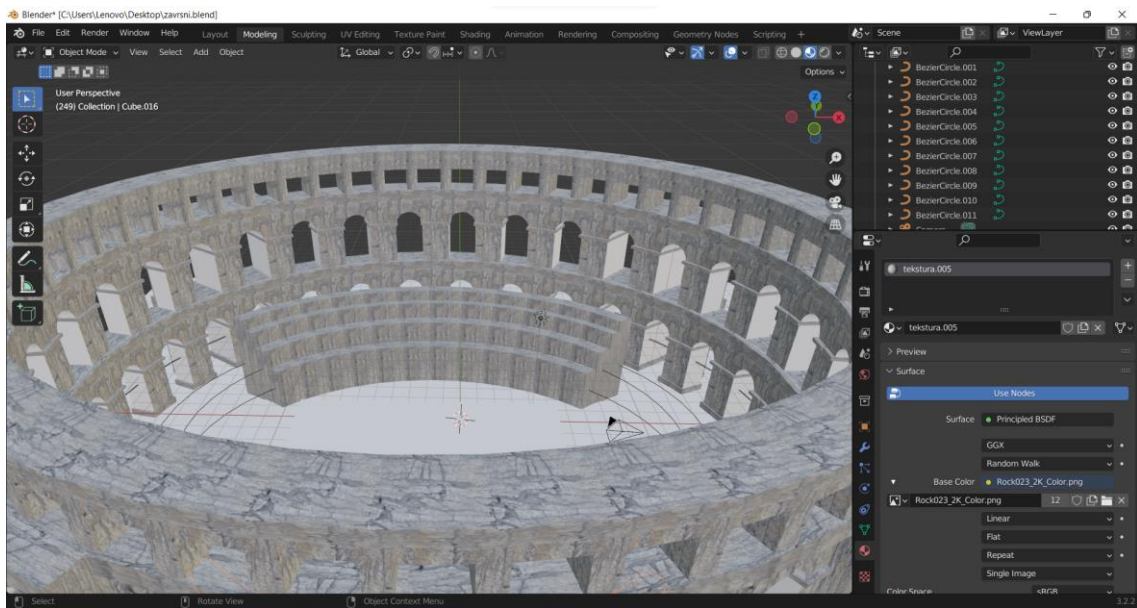 Blender* [C:\Users\Lenovo\Desktop\zavrsni.blend]
File Edit Render Window Help Layout Modeling Sculpting UV Editing Texture Paint Shading Animation Rendering Compositing Geometry Nodes Scripting + Scene ViewLayer
Object Mode View Select Add Object Global
Options
User Perspective
(249) Collection | Cube.016
Z
Y
X
BezierCircle.001
BezierCircle.002
BezierCircle.003
BezierCircle.004
BezierCircle.005
BezierCircle.006
BezierCircle.007
BezierCircle.008
BezierCircle.009
BezierCircle.010
BezierCircle.011
tekstura.005
tekstura.005
Preview
Surface
Use Nodes
Surface Principled BSDF
GGX
Random Walk
Base Color Rock023_2K_Color.png
Rock023_2K_Color.png 12
Linear
Flat
Repeat
Single Image
Color Space sRGB
Select Rotate View Object Context Menu 3.2.2